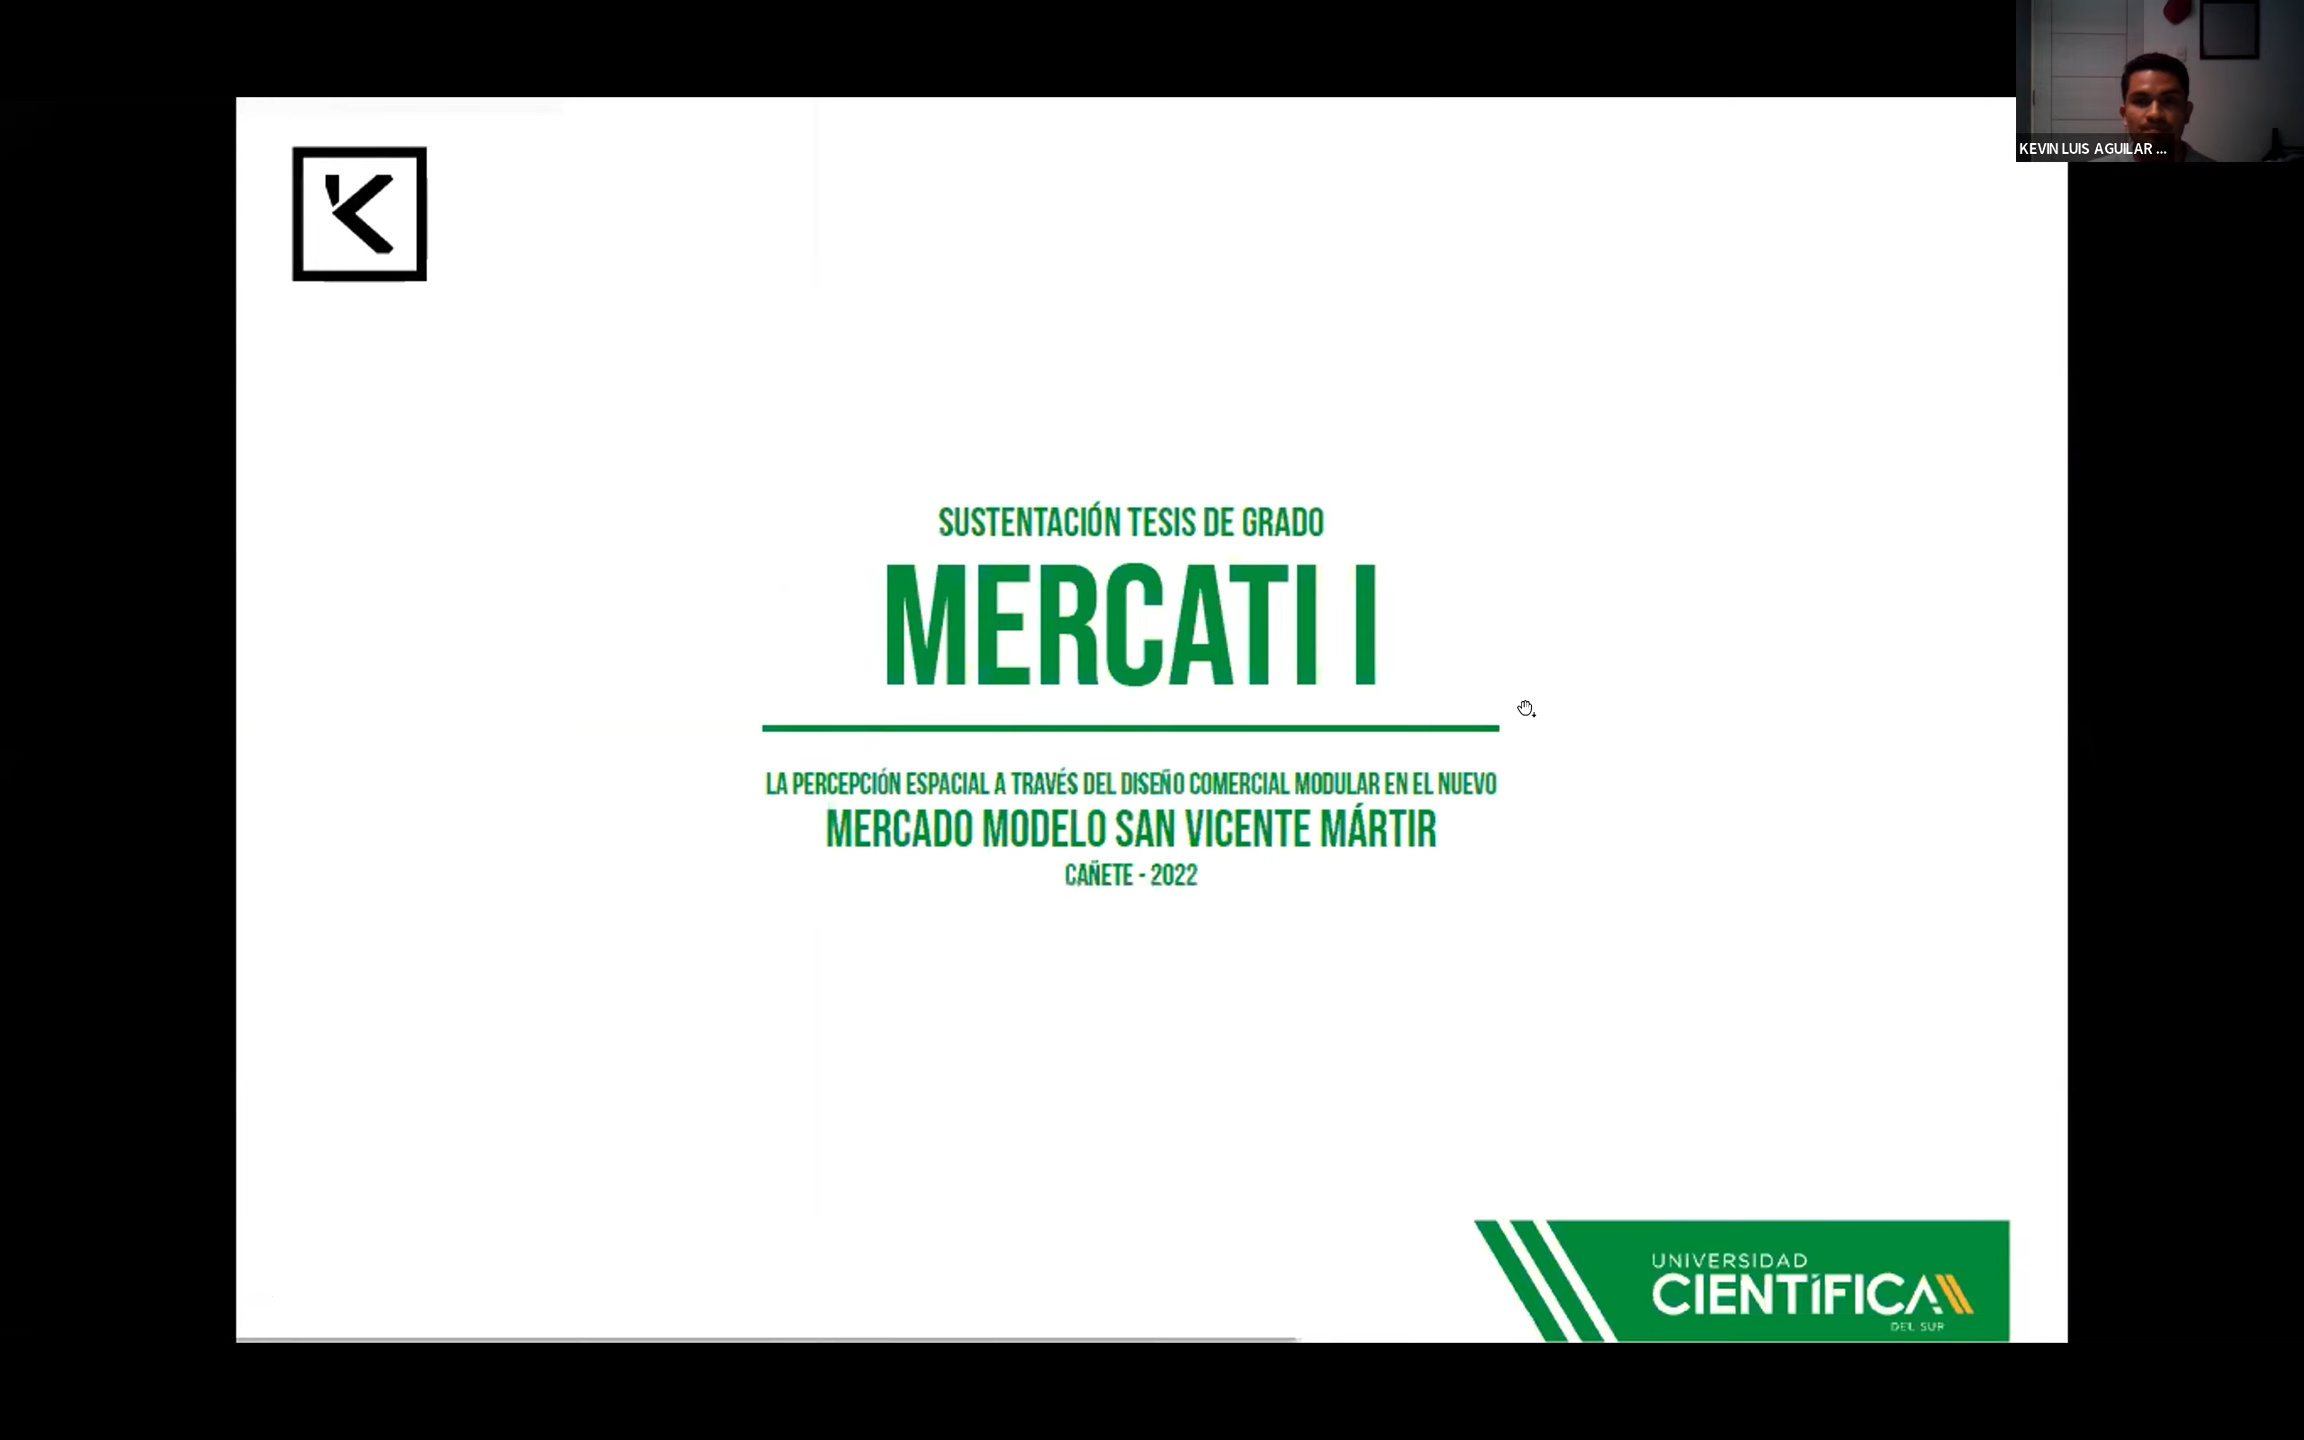 KEVIN LUIS AGUILAR ...
K
SUSTENTACIÓN TESIS DE GRADO
MERCATI I
LA PERCEPCIÓN ESPACIAL A TRAVÉS DEL DISEÑO COMERCIAL MODULAR EN EL NUEVO
MERCADO MODELO SAN VICENTE MÁRTIR
CAÑETE - 2022
UNIVERSIDAD
CIENTÍFICA
DEL SUR